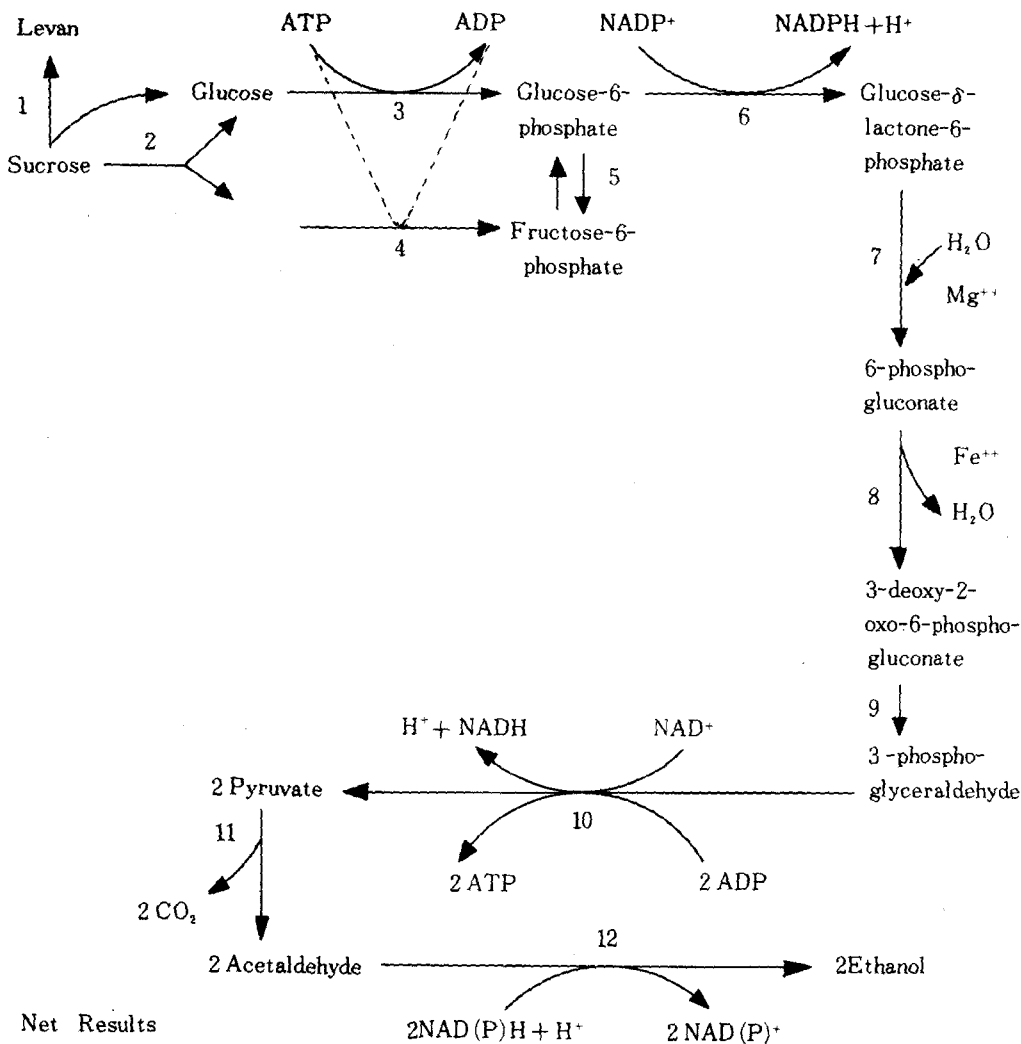 Levan
ATP
ADP
NADP⁺
NADPH + H⁺
1
Glucose
3
Glucose-6-
phosphate
6
Glucose-δ-
lactone-6-
phosphate
Sucrose
2
5
4
Fructose-6-
phosphate
7
H₂O
Mg⁺⁺
6-phospho-
gluconate
Fe⁺⁺
8
H₂O
3-deoxy-2-
oxo-6-phospho-
gluconate
9
H⁺ + NADH
NAD⁺
3-phospho-
glyceraldehyde
2 Pyruvate
10
11
2 ATP
2 ADP
2 CO₂
12
2 Acetaldehyde
2Ethanol
2NAD(P)H + H⁺
2 NAD(P)⁺
Net Results